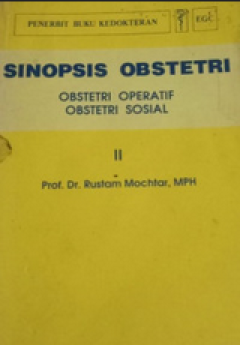 PENERBIT BUKU KEDOKTERAN
EGC
SINOPSIS OBSTETRI
OBSTETRI OPERATIF
OBSTETRI SOSIAL
II
Prof. Dr. Rustam Mochtar, MPH